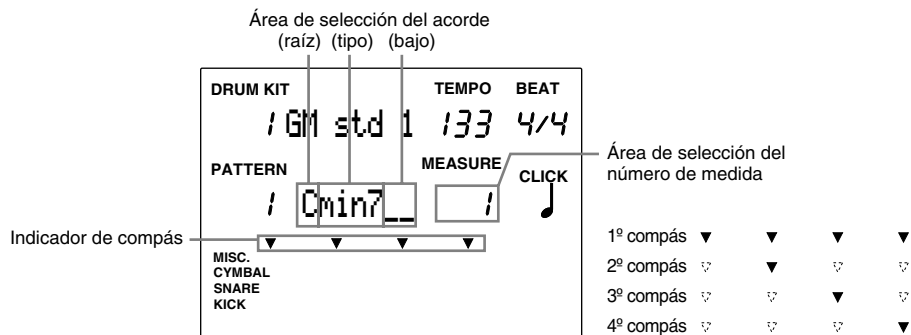 Área de selección del acorde
(raíz) (tipo) (bajo)
DRUM KIT TEMPO BEAT
1 GM std 1 133 4/4
PATTERN MEASURE CLICK
1 Cmin7__ 1
Área de selección del
número de medida
Indicador de compás
MISC.
CYMBAL
SNARE
KICK
1º compás
2º compás
3º compás
4º compás